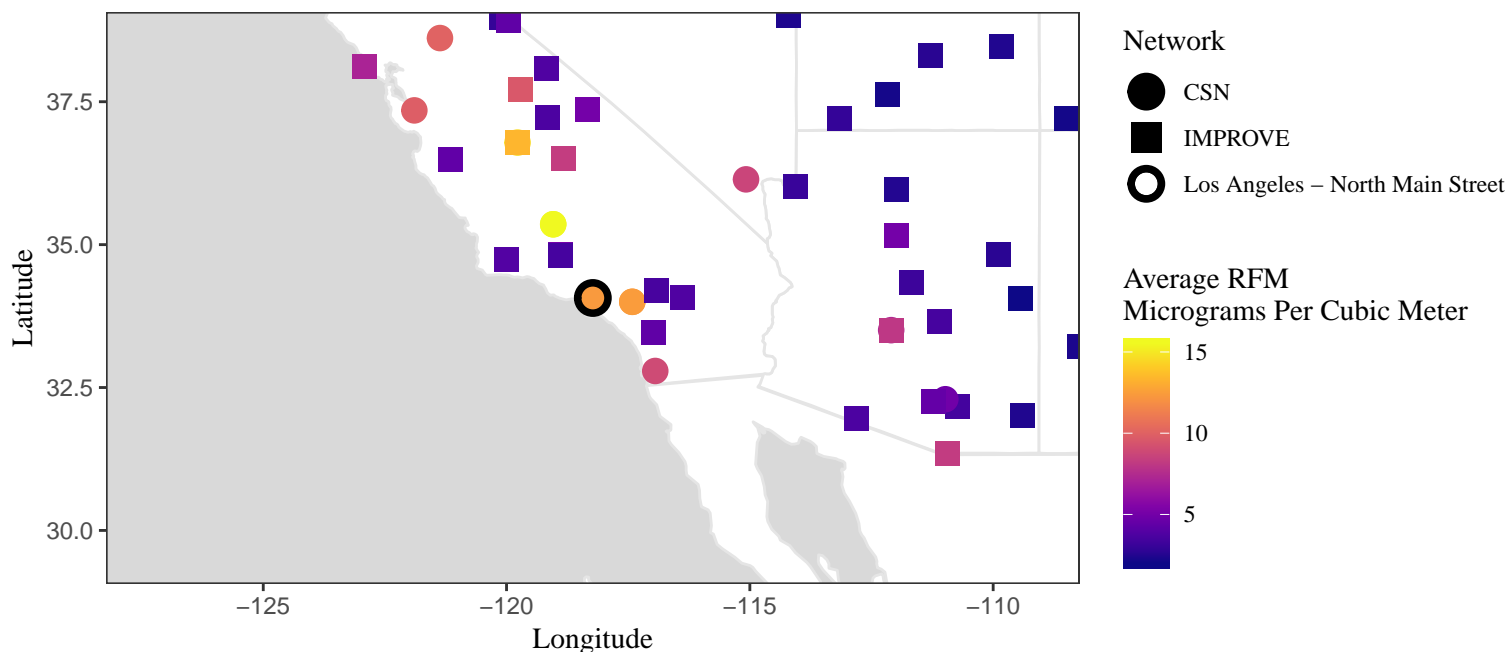 Network
CSN
IMPROVE
Los Angeles − North Main Street
Average RFM
Micrograms Per Cubic Meter
15
10
5
37.5
35.0
32.5
30.0
Latitude
−125
−120
−115
−110
Longitude